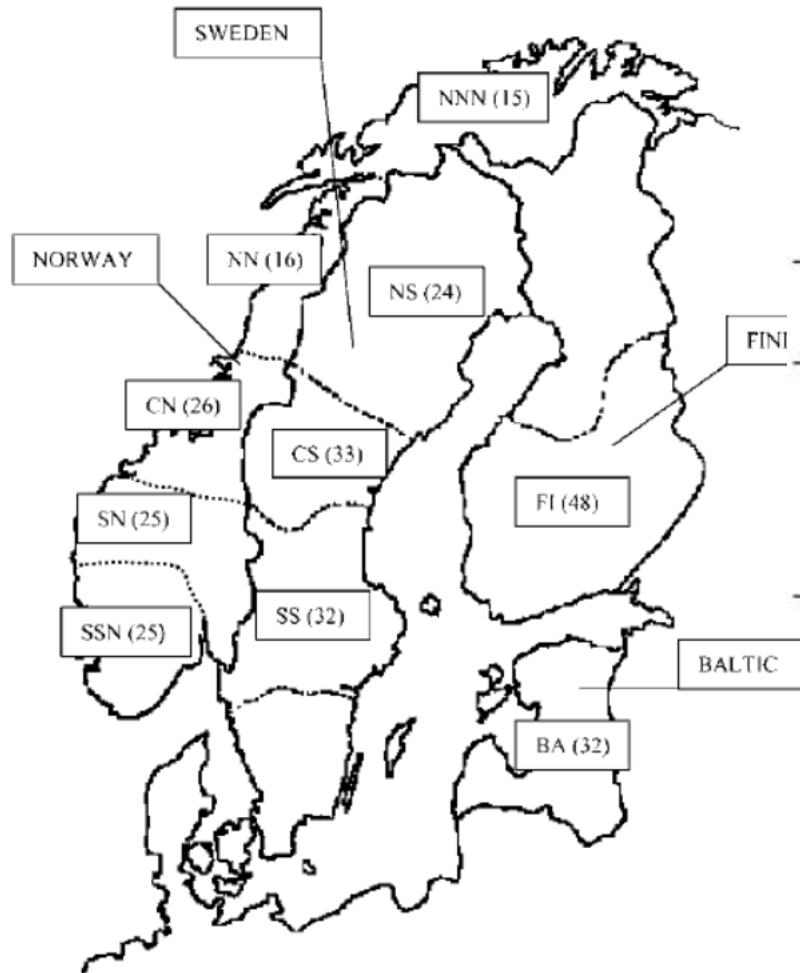 SWEDEN
NNN (15)
NORWAY
NN (16)
NS (24)
FINI
CN (26)
CS (33)
SN (25)
FI (48)
SSN (25)
SS (32)
BALTIC
BA (32)